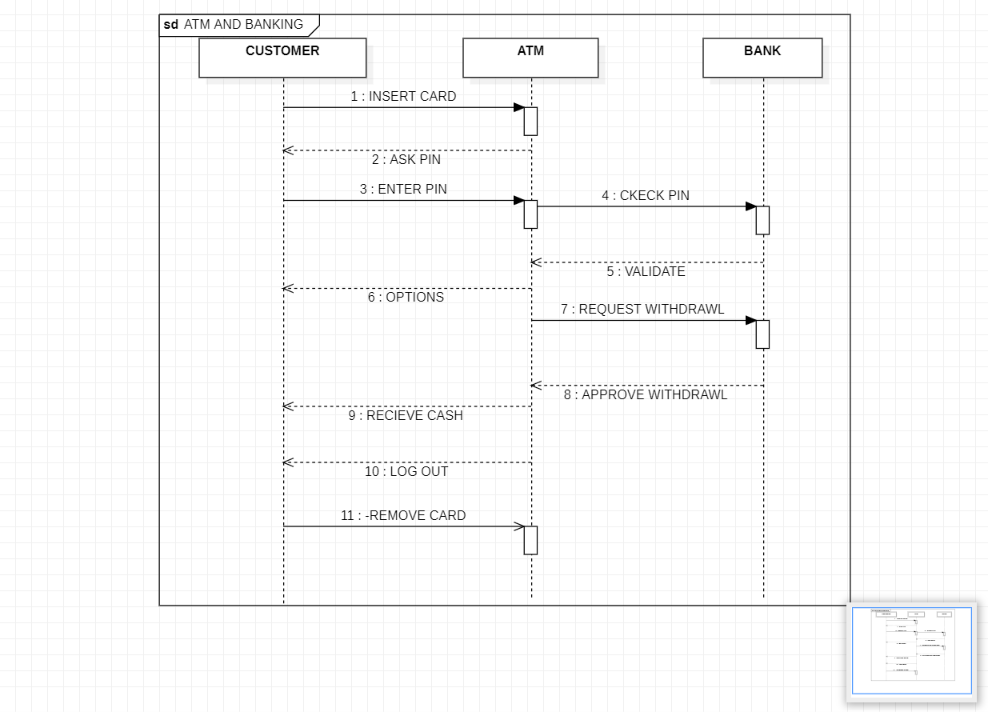 sd ATM AND BANKING
CUSTOMER
ATM
BANK
1 : INSERT CARD
2 : ASK PIN
3 : ENTER PIN
4 : CKECK PIN
5 : VALIDATE
6 : OPTIONS
7 : REQUEST WITHDRAWL
8 : APPROVE WITHDRAWL
9 : RECIEVE CASH
10 : LOG OUT
11 : -REMOVE CARD